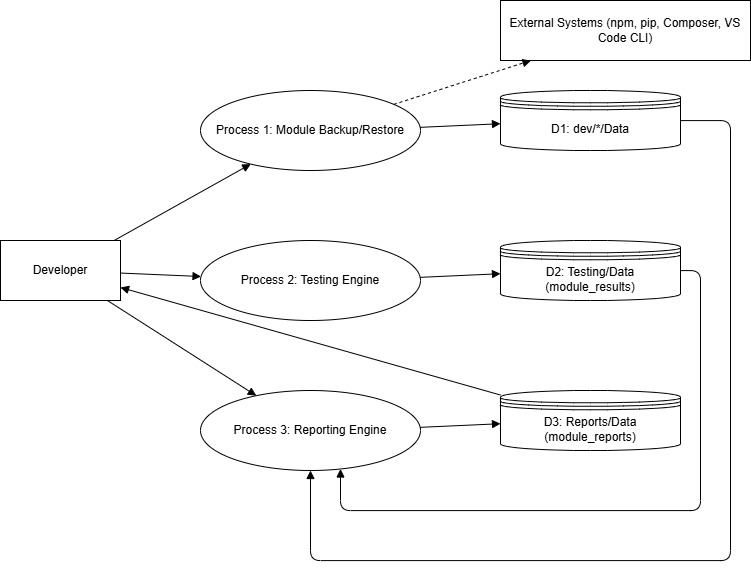 External Systems (npm, pip, Composer, VS
Code CLI)
Process 1: Module Backup/Restore
D1: dev/*/Data
Developer
Process 2: Testing Engine
D2: Testing/Data
(module_results)
Process 3: Reporting Engine
D3: Reports/Data
(module_reports)